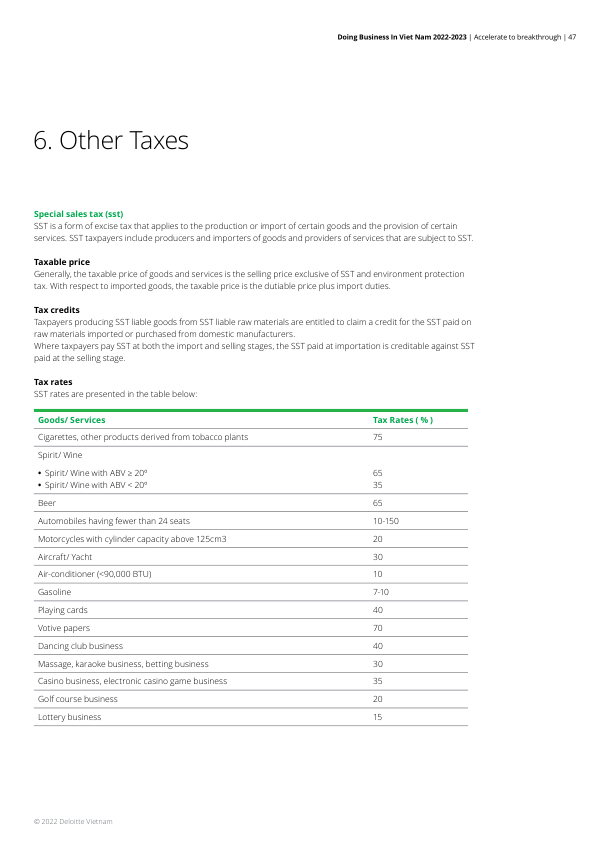 Doing Business In Viet Nam 2022-2023 | Accelerate to breakthrough | 47
6. Other Taxes
Special sales tax (sst)
SST is a form of excise tax that applies to the production or import of certain goods and the provision of certain
services. SST taxpayers include producers and importers of goods and providers of services that are subject to SST.
Taxable price
Generally, the taxable price of goods and services is the selling price exclusive of SST and environment protection
tax. With respect to imported goods, the taxable price is the dutiable price plus import duties.
Tax credits
Taxpayers producing SST liable goods from SST liable raw materials are entitled to claim a credit for the SST paid on
raw materials imported or purchased from domestic manufacturers.
Where taxpayers pay SST at both the import and selling stages, the SST paid at importation is creditable against SST
paid at the selling stage.
Tax rates
SST rates are presented in the table below:
Goods/ Services Tax Rates ( % )
Cigarettes, other products derived from tobacco plants 75
Spirit/ Wine
• Spirit/ Wine with ABV ≥ 20° 65
• Spirit/ Wine with ABV < 20° 35
Beer 65
Automobiles having fewer than 24 seats 10-150
Motorcycles with cylinder capacity above 125cm3 20
Aircraft/ Yacht 30
Air-conditioner (<90,000 BTU) 10
Gasoline 7-10
Playing cards 40
Votive papers 70
Dancing club business 40
Massage, karaoke business, betting business 30
Casino business, electronic casino game business 35
Golf course business 20
Lottery business 15
© 2022 Deloitte Vietnam